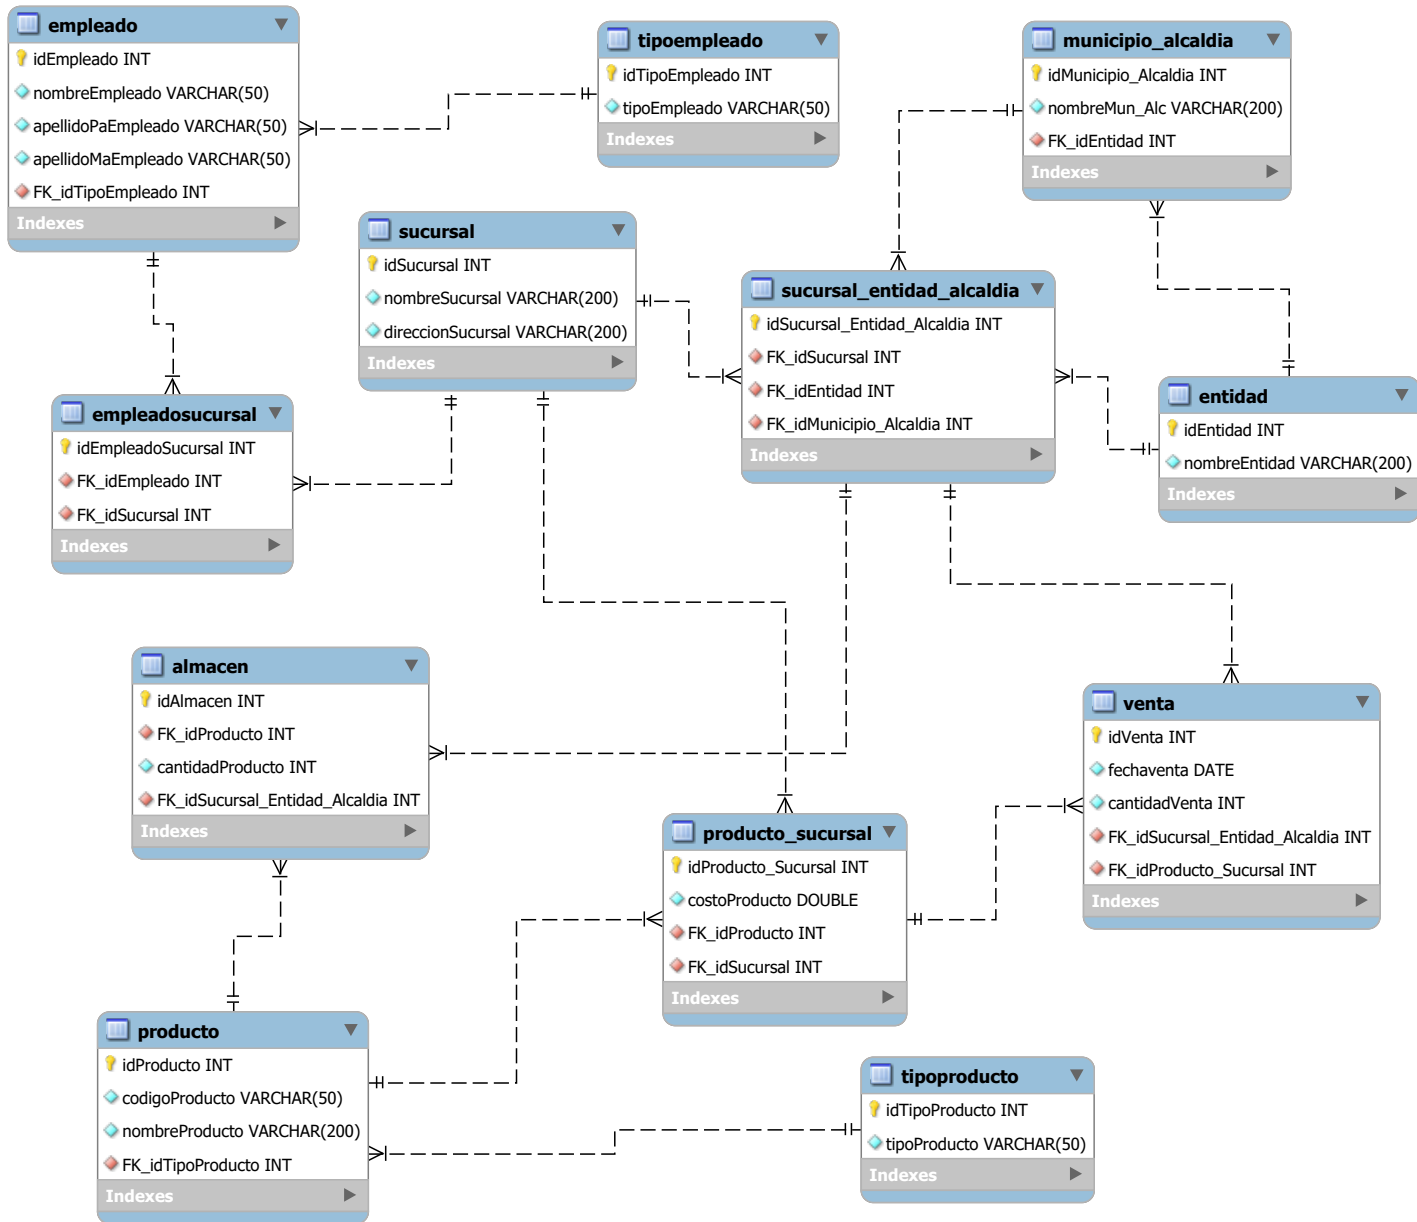 empleado
idEmpleado INT
nombreEmpleado VARCHAR(50)
apellidoPaEmpleado VARCHAR(50)
apellidoMaEmpleado VARCHAR(50)
FK_idTipoEmpleado INT
Indexes
tipoempleado
idTipoEmpleado INT
tipoEmpleado VARCHAR(50)
Indexes
municipio_alcaldia
idMunicipio_Alcaldia INT
nombreMun_Alc VARCHAR(200)
FK_idEntidad INT
Indexes
sucursal
idSucursal INT
nombreSucursal VARCHAR(200)
direccionSucursal VARCHAR(200)
Indexes
sucursal_entidad_alcaldia
idSucursal_Entidad_Alcaldia INT
FK_idSucursal INT
FK_idEntidad INT
FK_idMunicipio_Alcaldia INT
Indexes
entidad
idEntidad INT
nombreEntidad VARCHAR(200)
Indexes
empleadosucursal
idEmpleadoSucursal INT
FK_idEmpleado INT
FK_idSucursal INT
Indexes
almacen
idAlmacen INT
FK_idProducto INT
cantidadProducto INT
FK_idSucursal_Entidad_Alcaldia INT
Indexes
venta
idVenta INT
fechaventa DATE
cantidadVenta INT
FK_idSucursal_Entidad_Alcaldia INT
FK_idProducto_Sucursal INT
Indexes
producto_sucursal
idProducto_Sucursal INT
costoProducto DOUBLE
FK_idProducto INT
FK_idSucursal INT
Indexes
producto
idProducto INT
codigoProducto VARCHAR(50)
nombreProducto VARCHAR(200)
FK_idTipoProducto INT
Indexes
tipoproducto
idTipoProducto INT
tipoProducto VARCHAR(50)
Indexes